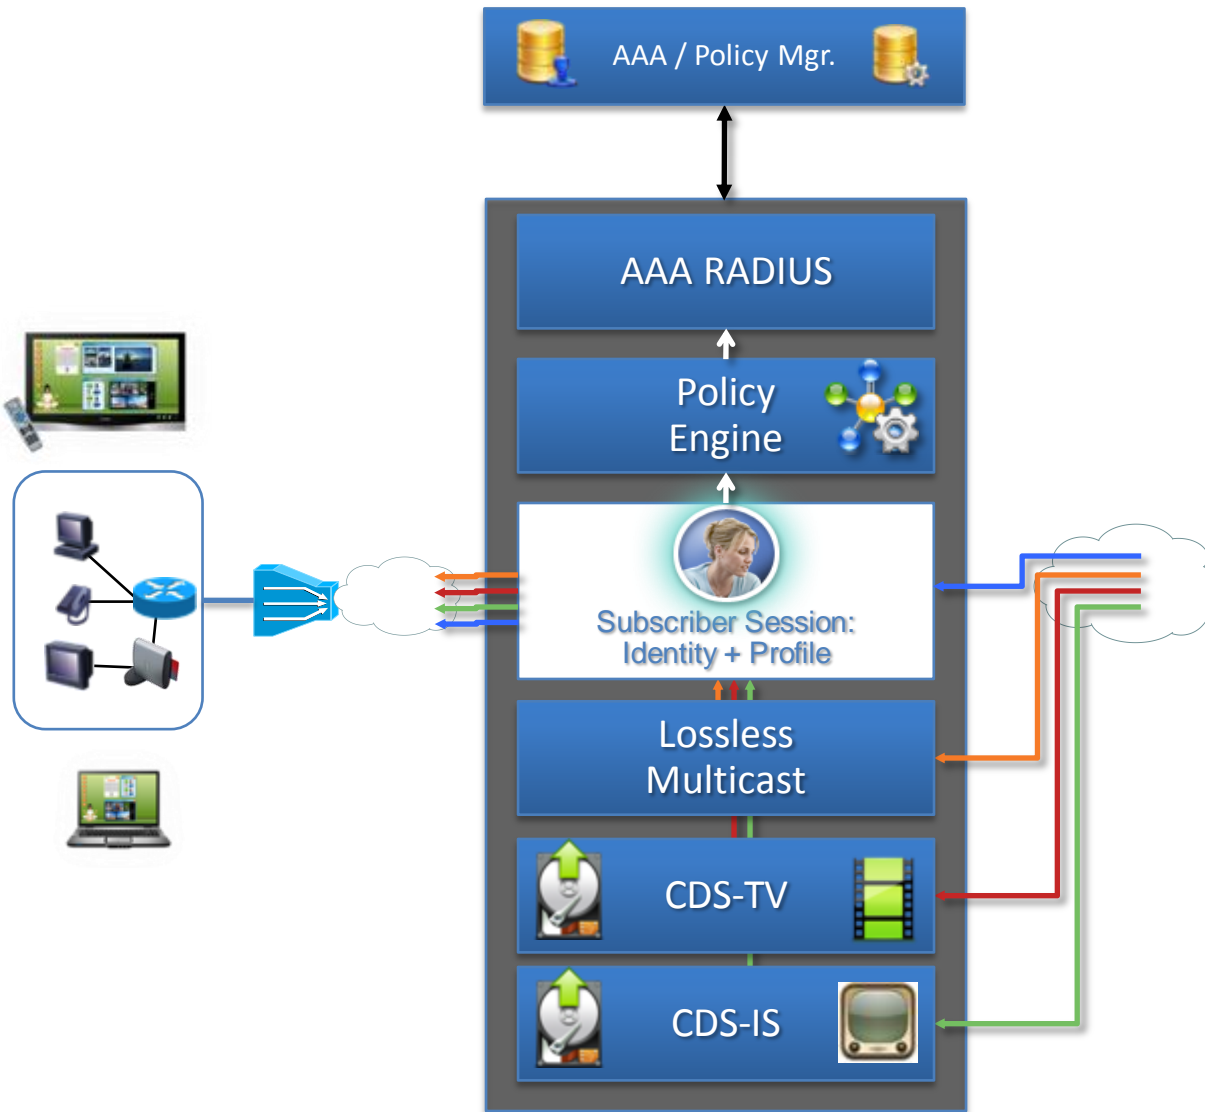 AAA / Policy Mgr.
AAA RADIUS
Policy
Engine
Subscriber Session:
Identity + Profile
Lossless
Multicast
CDS-TV
CDS-IS